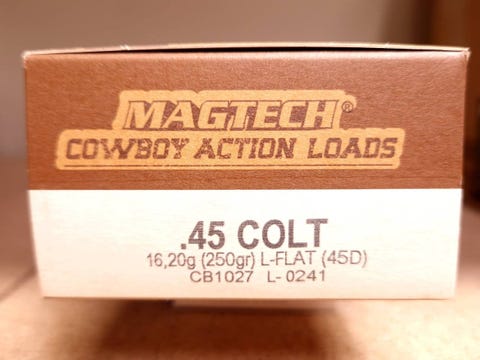 MAGTECH®
COWBOY ACTION LOADS
.45 COLT
16,20g (250gr) L-FLAT (45D)
CB1027 L-0241